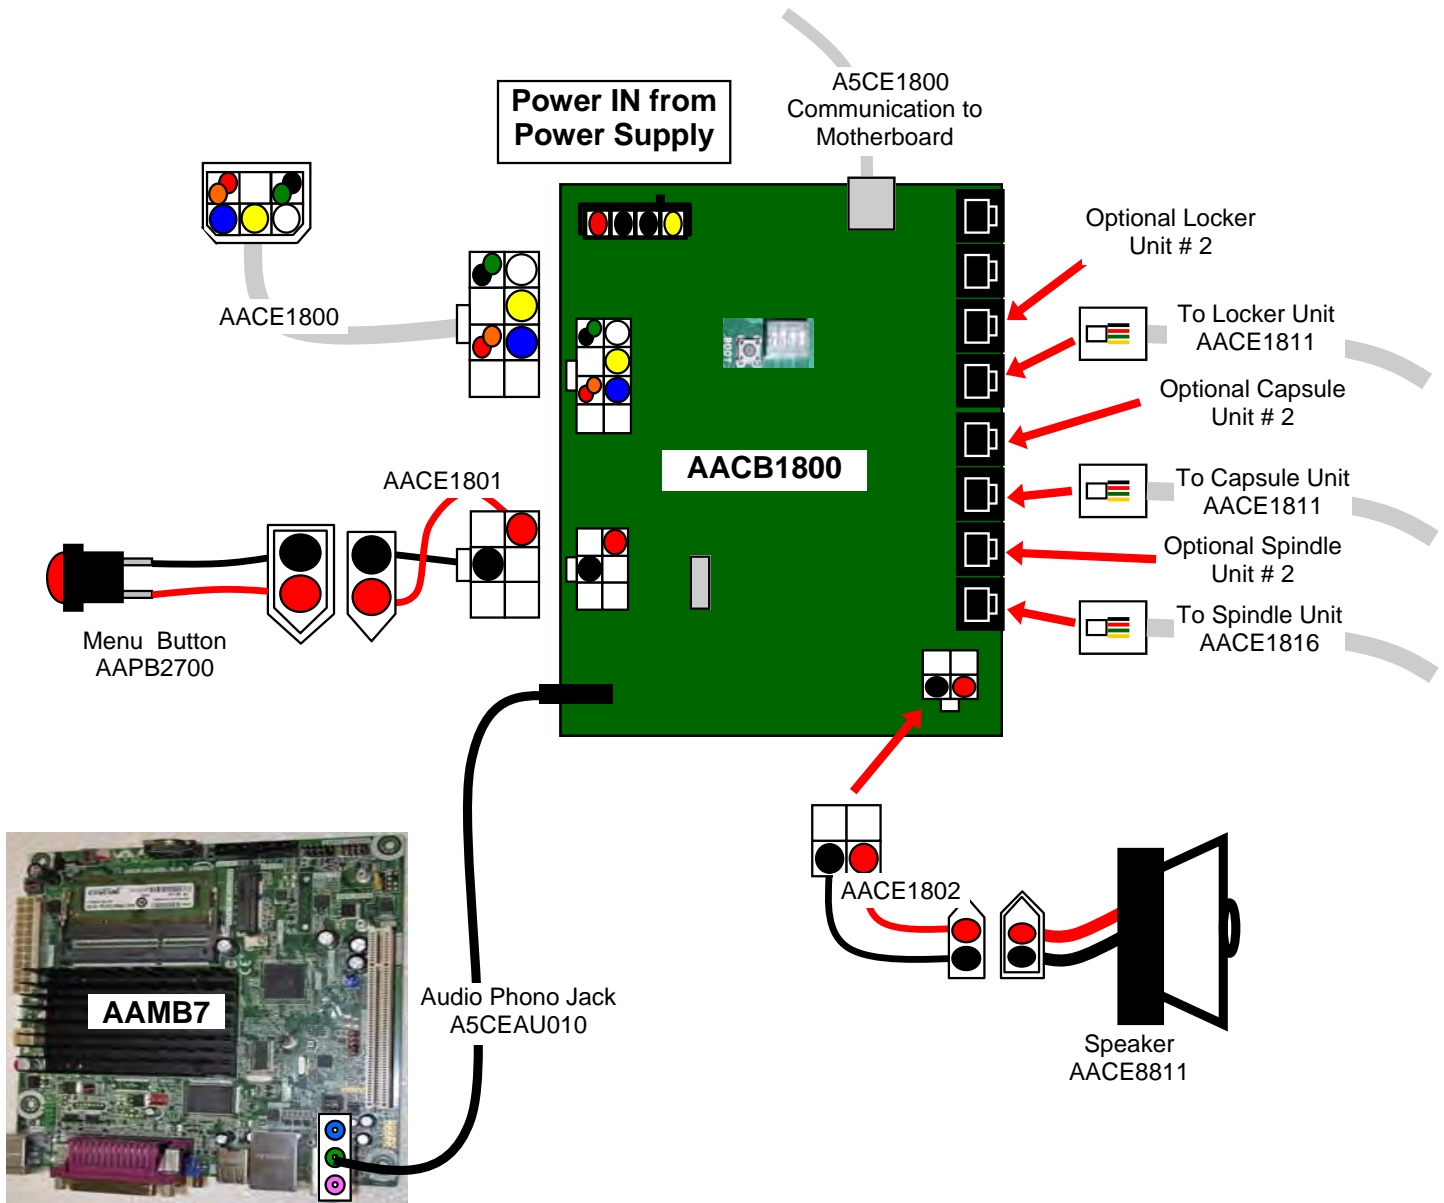 A5CE1800
Communication to
Motherboard
Power IN from
Power Supply
Optional Locker
Unit # 2
To Locker Unit
AACE1811
AACE1800
BOOT
Optional Capsule
Unit # 2
AACB1800
To Capsule Unit
AACE1811
AACE1801
Optional Spindle
Unit # 2
To Spindle Unit
AACE1816
Menu Button
AAPB2700
AACE1802
AAMB7
Audio Phono Jack
A5CEAU010
Speaker
AACE8811